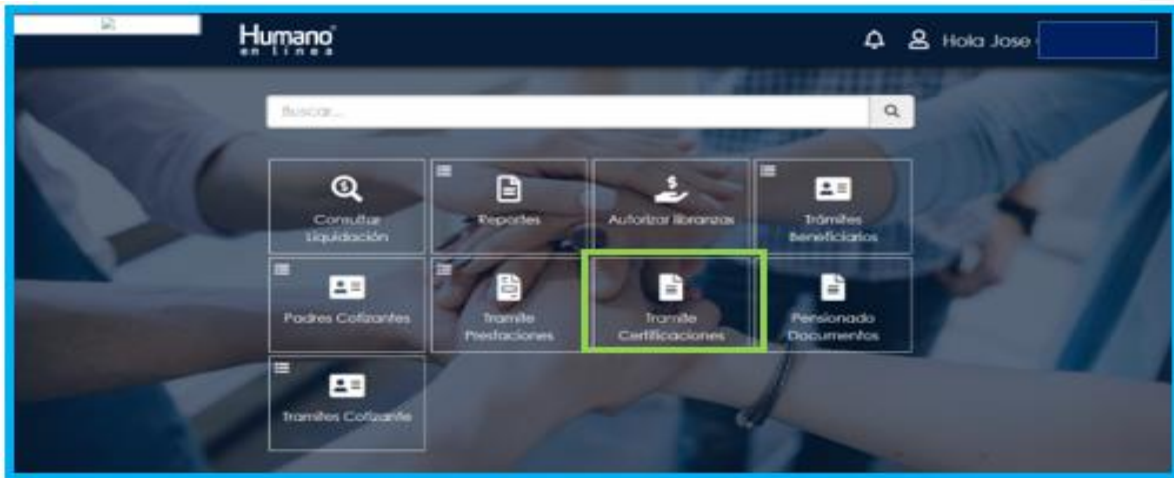 Humano
en línea
Hola Jose
Buscar...
Consultar
Liquidación
Reportes
Autorizar libranzas
Trámites
Beneficiarios
Padres Cotizantes
Tramite
Prestaciones
Tramite
Certificaciones
Pensionado
Documentos
Tramites Cotizante